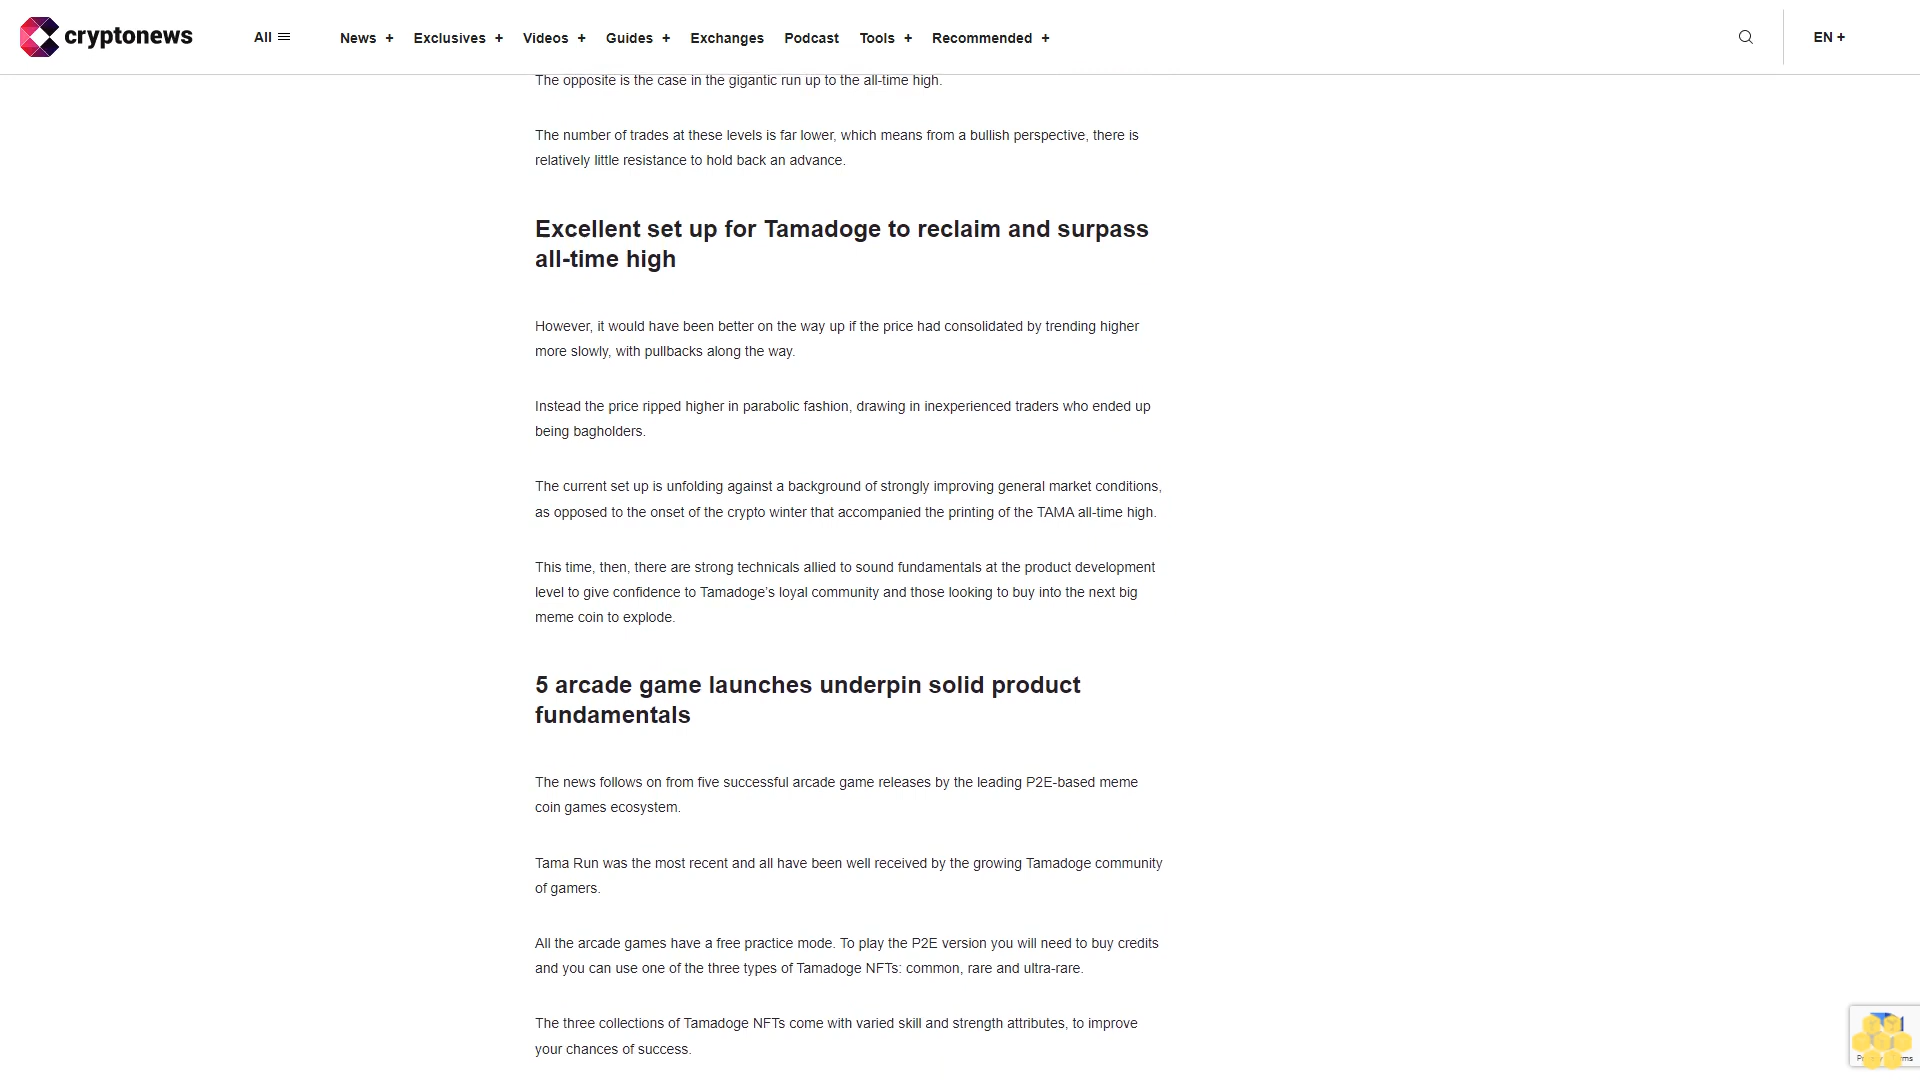 cryptonews
All
News +
Exclusives +
Videos +
Guides +
Exchanges
Podcast
Tools +
Recommended +
EN +
The opposite is the case in the gigantic run up to the all-time high.
The number of trades at these levels is far lower, which means from a bullish perspective, there is
relatively little resistance to hold back an advance.
Excellent set up for Tamadoge to reclaim and surpass
all-time high
However, it would have been better on the way up if the price had consolidated by trending higher
more slowly, with pullbacks along the way.
Instead the price ripped higher in parabolic fashion, drawing in inexperienced traders who ended up
being bagholders.
The current set up is unfolding against a background of strongly improving general market conditions,
as opposed to the onset of the crypto winter that accompanied the printing of the TAMA all-time high.
This time, then, there are strong technicals allied to sound fundamentals at the product development
level to give confidence to Tamadoge’s loyal community and those looking to buy into the next big
meme coin to explode.
5 arcade game launches underpin solid product
fundamentals
The news follows on from five successful arcade game releases by the leading P2E-based meme
coin games ecosystem.
Tama Run was the most recent and all have been well received by the growing Tamadoge community
of gamers.
All the arcade games have a free practice mode. To play the P2E version you will need to buy credits
and you can use one of the three types of Tamadoge NFTs: common, rare and ultra-rare.
The three collections of Tamadoge NFTs come with varied skill and strength attributes, to improve
your chances of success.